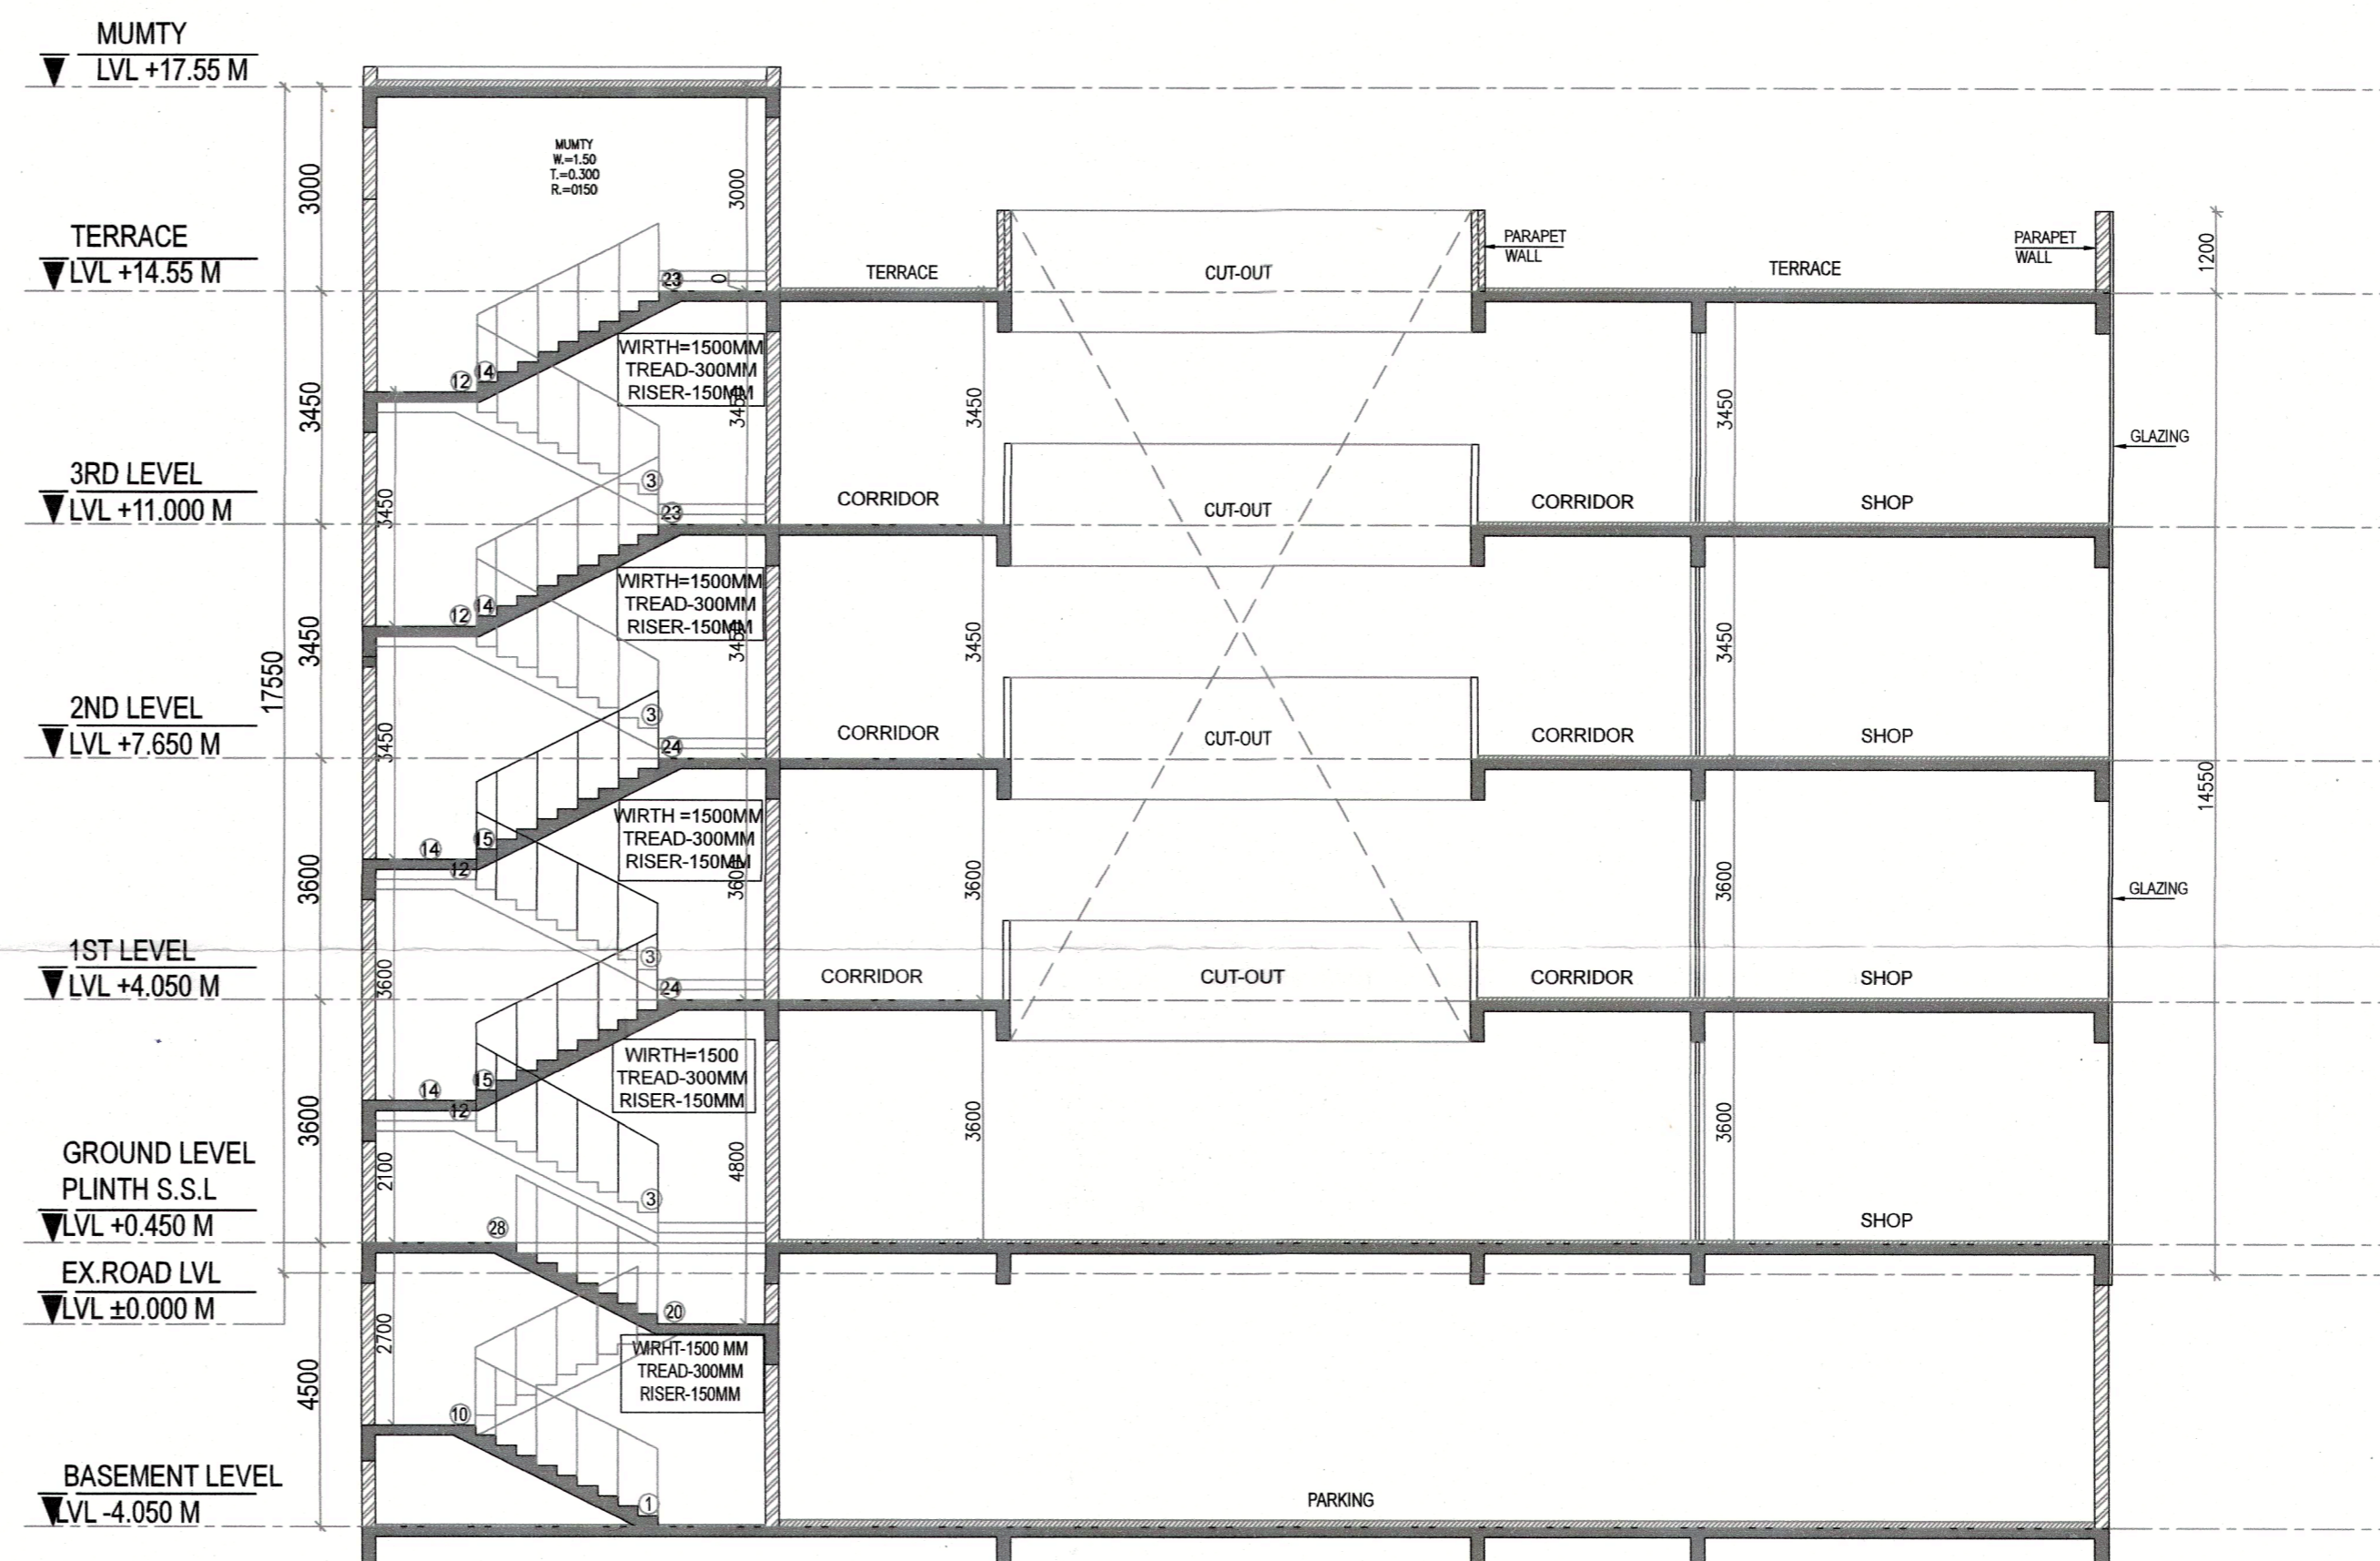 MUMTY
LVL +17.55 M
MUMTY
W.=1.50
T.=0.300
R.=0150
3000
3000
TERRACE
LVL +14.55 M
23
0
TERRACE
CUT-OUT
PARAPET
WALL
TERRACE
PARAPET
WALL
1200
12
14
WIRTH=1500MM
TREAD-300MM
RISER-150MM
3450
3450
3450
3450
GLAZING
3RD LEVEL
LVL +11.000 M
3450
3
23
CORRIDOR
CUT-OUT
CORRIDOR
SHOP
12
14
WIRTH=1500MM
TREAD-300MM
RISER-150MM
3450
3450
3450
3450
17550
2ND LEVEL
LVL +7.650 M
3450
3
24
CORRIDOR
CUT-OUT
CORRIDOR
SHOP
14550
14
15
12
WIRTH =1500MM
TREAD-300MM
RISER-150MM
3600
3600
3600
3600
GLAZING
1ST LEVEL
LVL +4.050 M
3600
3
24
CORRIDOR
CUT-OUT
CORRIDOR
SHOP
14
15
12
WIRTH=1500
TREAD-300MM
RISER-150MM
3600
3600
3600
GROUND LEVEL
PLINTH S.S.L
LVL +0.450 M
2100
4800
3
28
SHOP
EX.ROAD LVL
LVL ±0.000 M
2700
20
WIRHT-1500 MM
TREAD-300MM
RISER-150MM
4500
10
BASEMENT LEVEL
LVL -4.050 M
1
PARKING